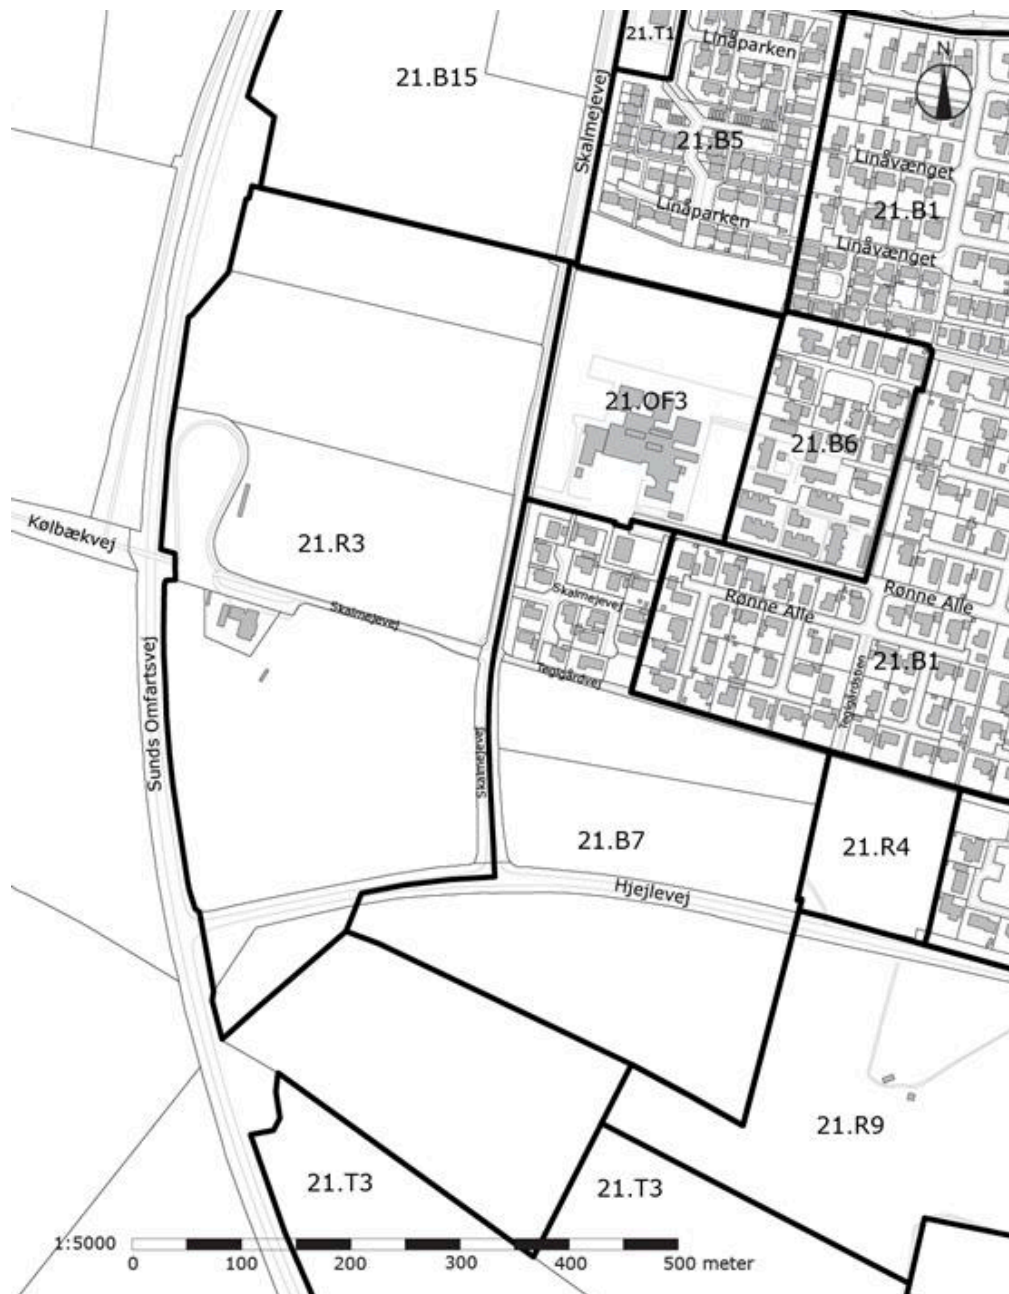 21.T1
Linåparken
N
21.B15
Skalmejevej
21.B5
Linåvænget
Linåparken
21.B1
Linåvænget
21.OF3
21.B6
Kølbækvej
21.R3
Skalmejevej
Skalmejevej
Rønne Alle
Rønne Alle
Teglgårdvej
21.B1
Teglgårdstien
Sunds Omfartsvej
Skalmejevej
21.B7
21.R4
Hjejlevej
21.R9
21.T3
21.T3
1:5000
0 100 200 300 400 500 meter